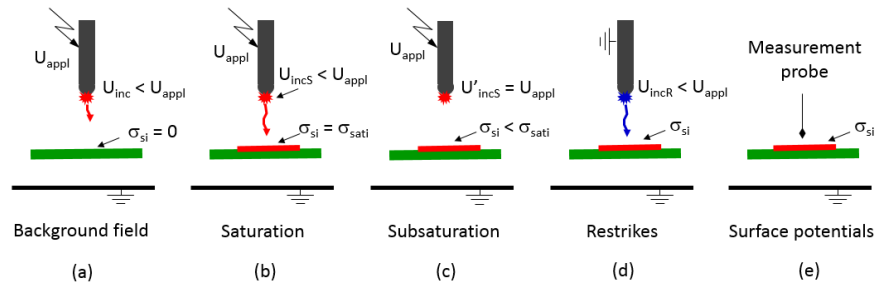 U_appl
U_inc < U_appl
σ_si = 0
Background field
(a)
U_appl
U_incS < U_appl
σ_si = σ_sati
Saturation
(b)
U_appl
U'_incS = U_appl
σ_si < σ_sati
Subsaturation
(c)
U_incR < U_appl
σ_si
Restrikes
(d)
Measurement
probe
σ_si
Surface potentials
(e)